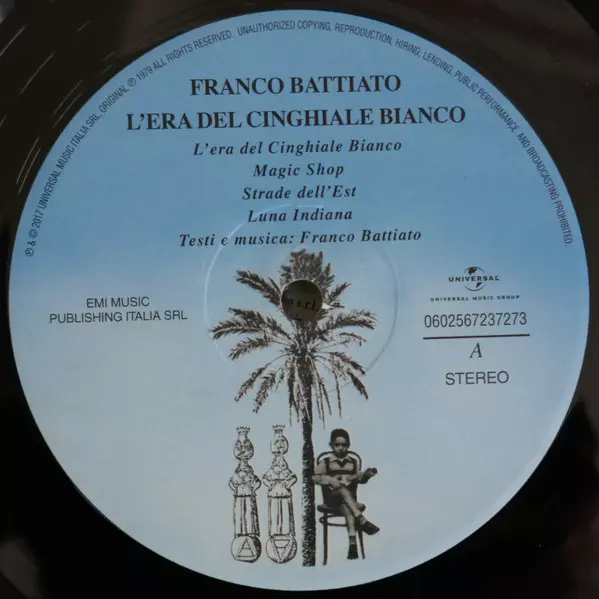 ℗ & © 2017 UNIVERSAL MUSIC ITALIA SRL, ORIGINAL ℗ 1979 ALL RIGHTS RESERVED. UNAUTHORIZED COPYING, REPRODUCTION, HIRING, LENDING, PUBLIC PERFORMANCE, AND BROADCASTING PROHIBITED.
FRANCO BATTIATO
L'ERA DEL CINGHIALE BIANCO
L'era del Cinghiale Bianco
Magic Shop
Strade dell'Est
Luna Indiana
Testi e musica: Franco Battiato
EMI MUSIC
PUBLISHING ITALIA SRL
UNIVERSAL
UNIVERSAL MUSIC GROUP
0602567237273
A
STEREO
s.r.l.